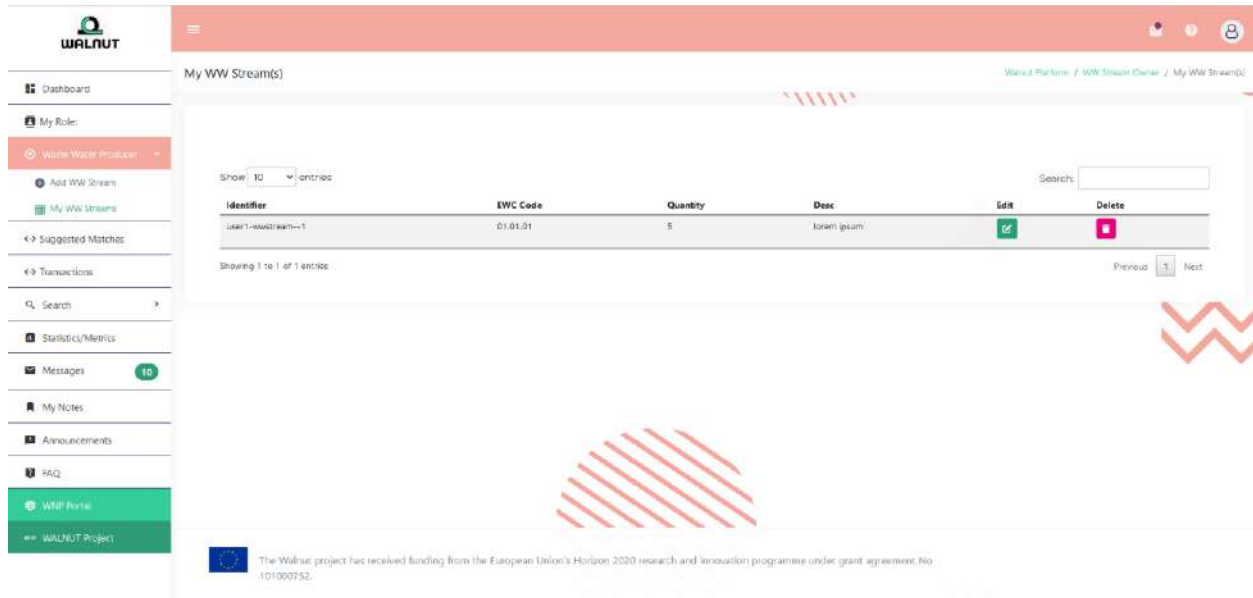 WALNUT
Dashboard
My Role:
Waste Water Producer
Add WW Stream
My WW Streams
Suggested Matches
Transactions
Search
Statistics/Metrics
Messages 10
My Notes
Announcements
FAQ
WNP Portal
WALNUT Project
My WW Stream(s)
Walnut Platform / WW Stream Owner / My WW Stream(s)
Show 10 entries
Search:
Identifier EWC Code Quantity Desc Edit Delete
user1-wwstream--1 01.01.01 5 lorem ipsum
Showing 1 to 1 of 1 entries
Previous 1 Next
The Walnut project has received funding from the European Union's Horizon 2020 research and innovation programme under grant agreement No
101000752.